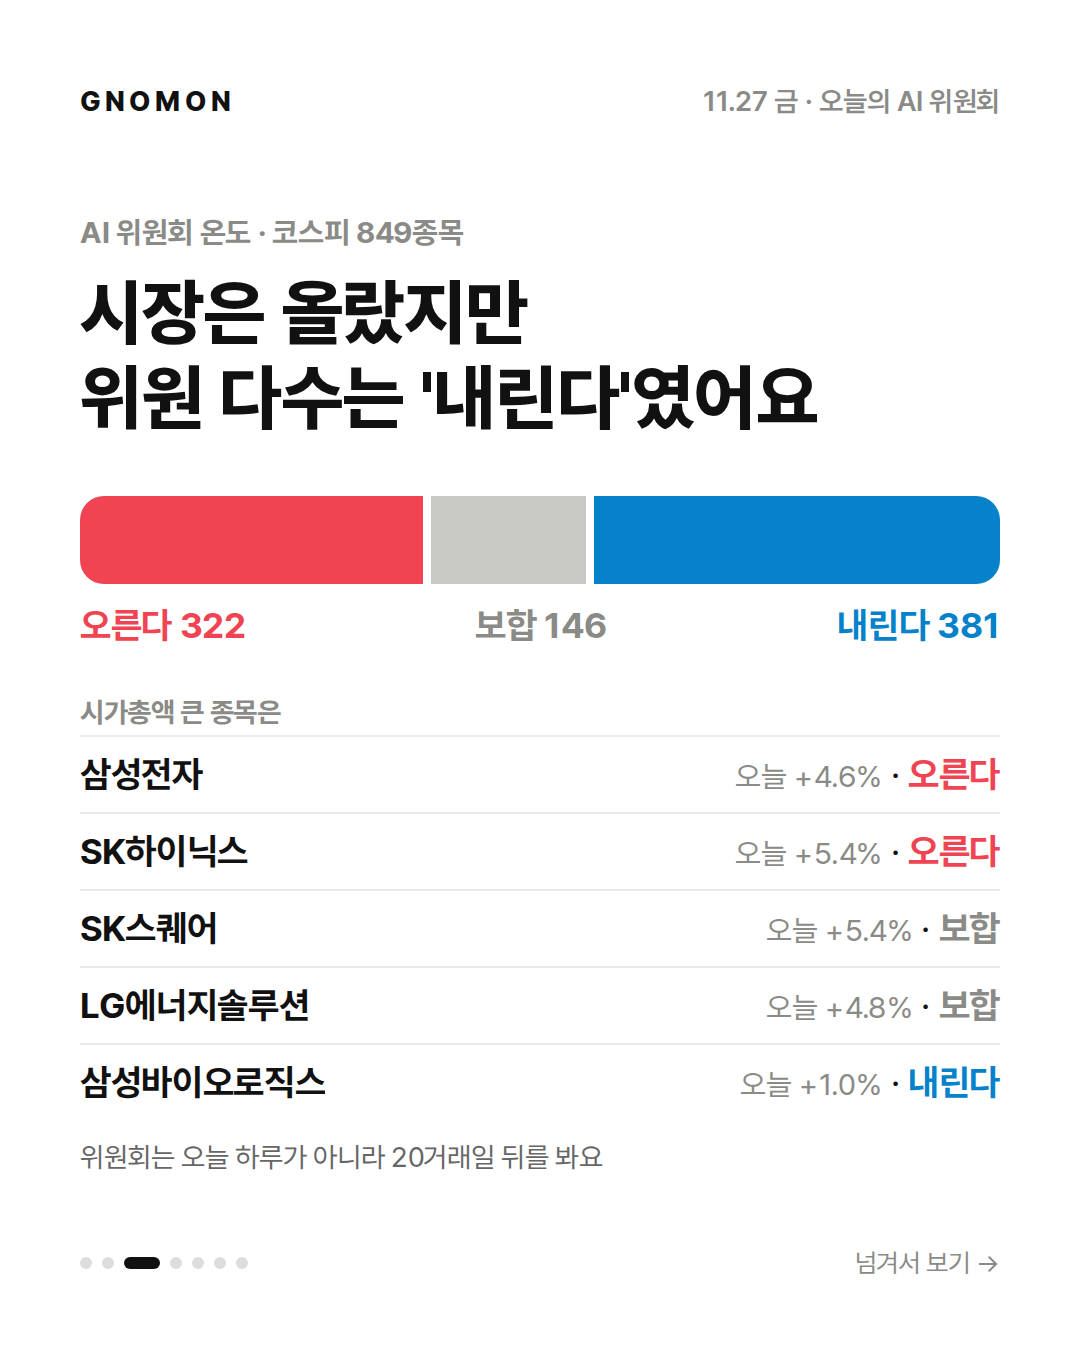 GNOMON
11.27 금 · 오늘의 AI 위원회
AI 위원회 온도 · 코스피 849종목
시장은 올랐지만
위원 다수는 '내린다'였어요
오른다 322
보합 146
내린다 381
시가총액 큰 종목은
삼성전자 오늘 +4.6% · 오른다
SK하이닉스 오늘 +5.4% · 오른다
SK스퀘어 오늘 +5.4% · 보합
LG에너지솔루션 오늘 +4.8% · 보합
삼성바이오로직스 오늘 +1.0% · 내린다
위원회는 오늘 하루가 아니라 20거래일 뒤를 봐요
넘겨서 보기 →